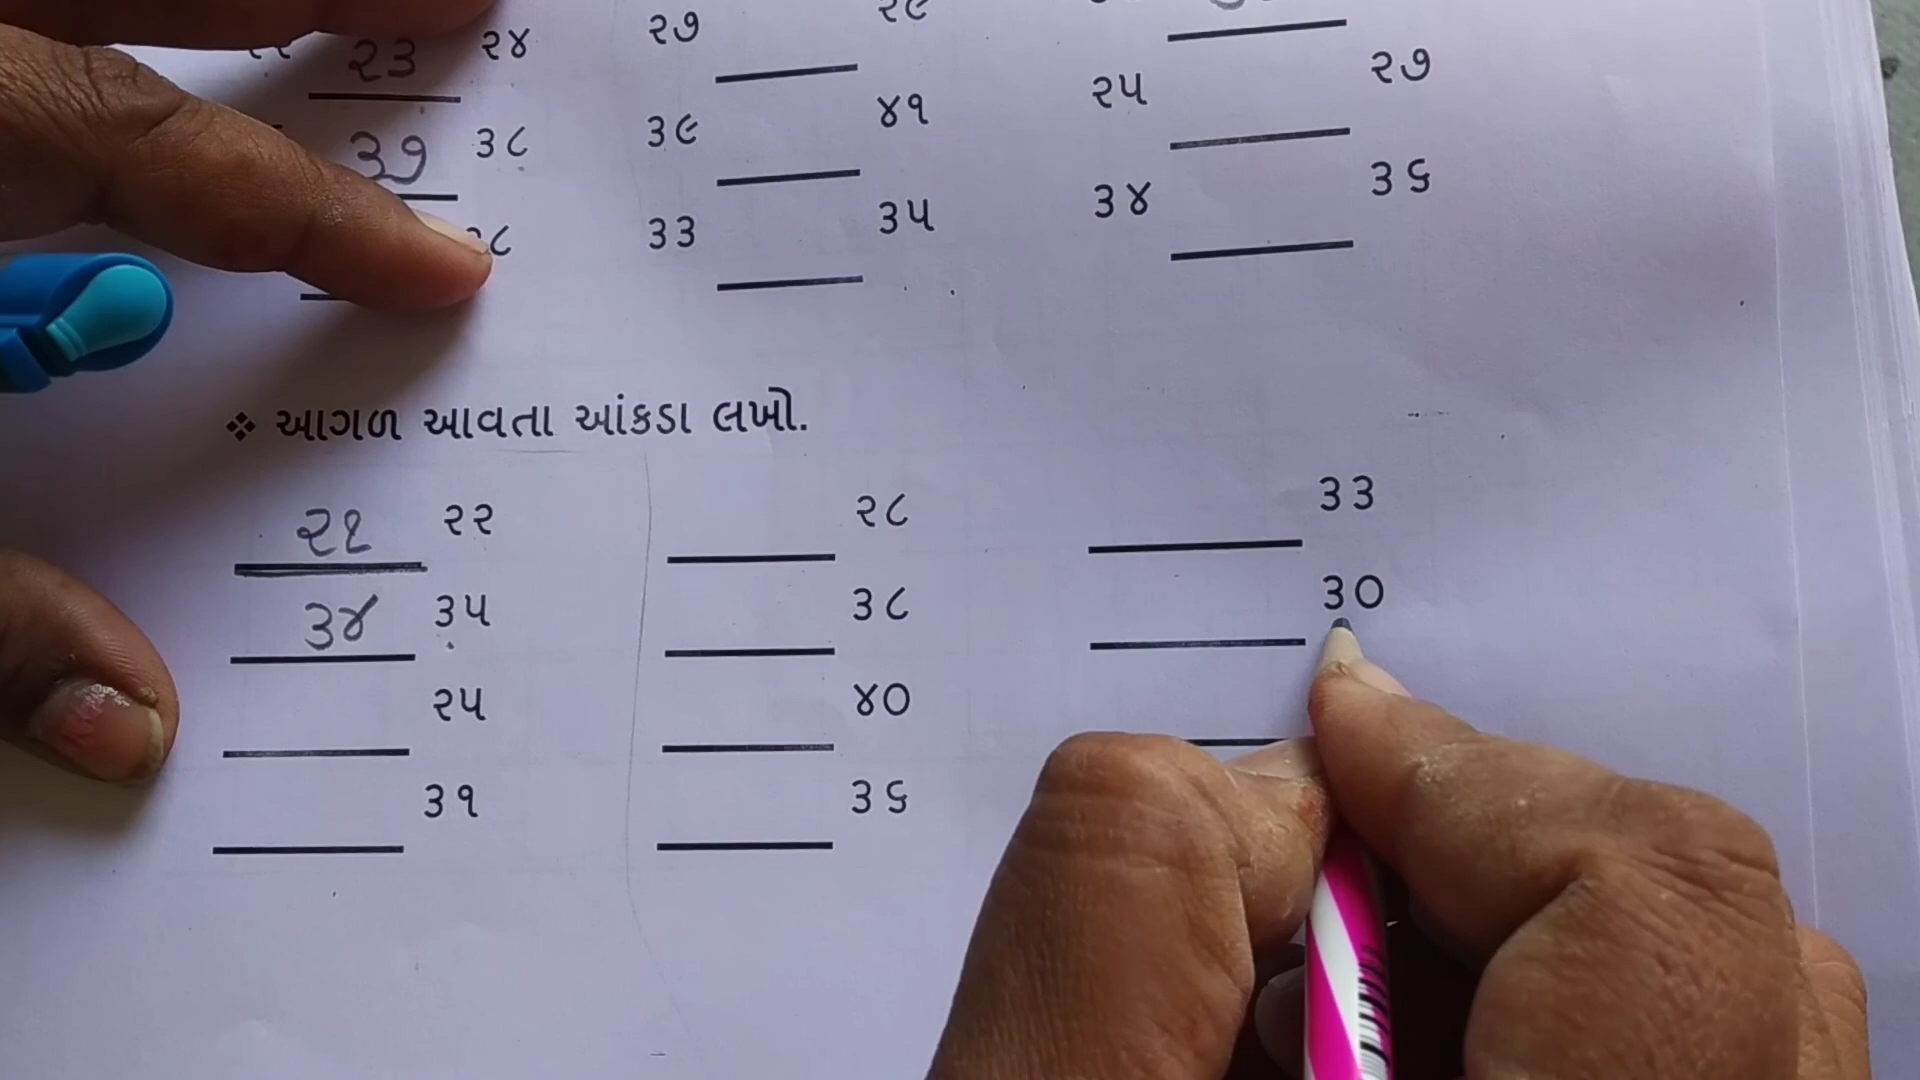 ૨૩ ૨૪ ૨૭ ૨૯
૩૭ ૩૮ ૩૯ ૪૧ ૨૫ ૨૭
૩૩ ૩૫ ૩૪ ૩૬
❖ આગળ આવતા આંકડા લખો.
૨૧ ૨૨ ૨૮ ૩૩
૩૪ ૩૫ ૩૮ ૩૦
૨૫ ૪૦
૩૧ ૩૬